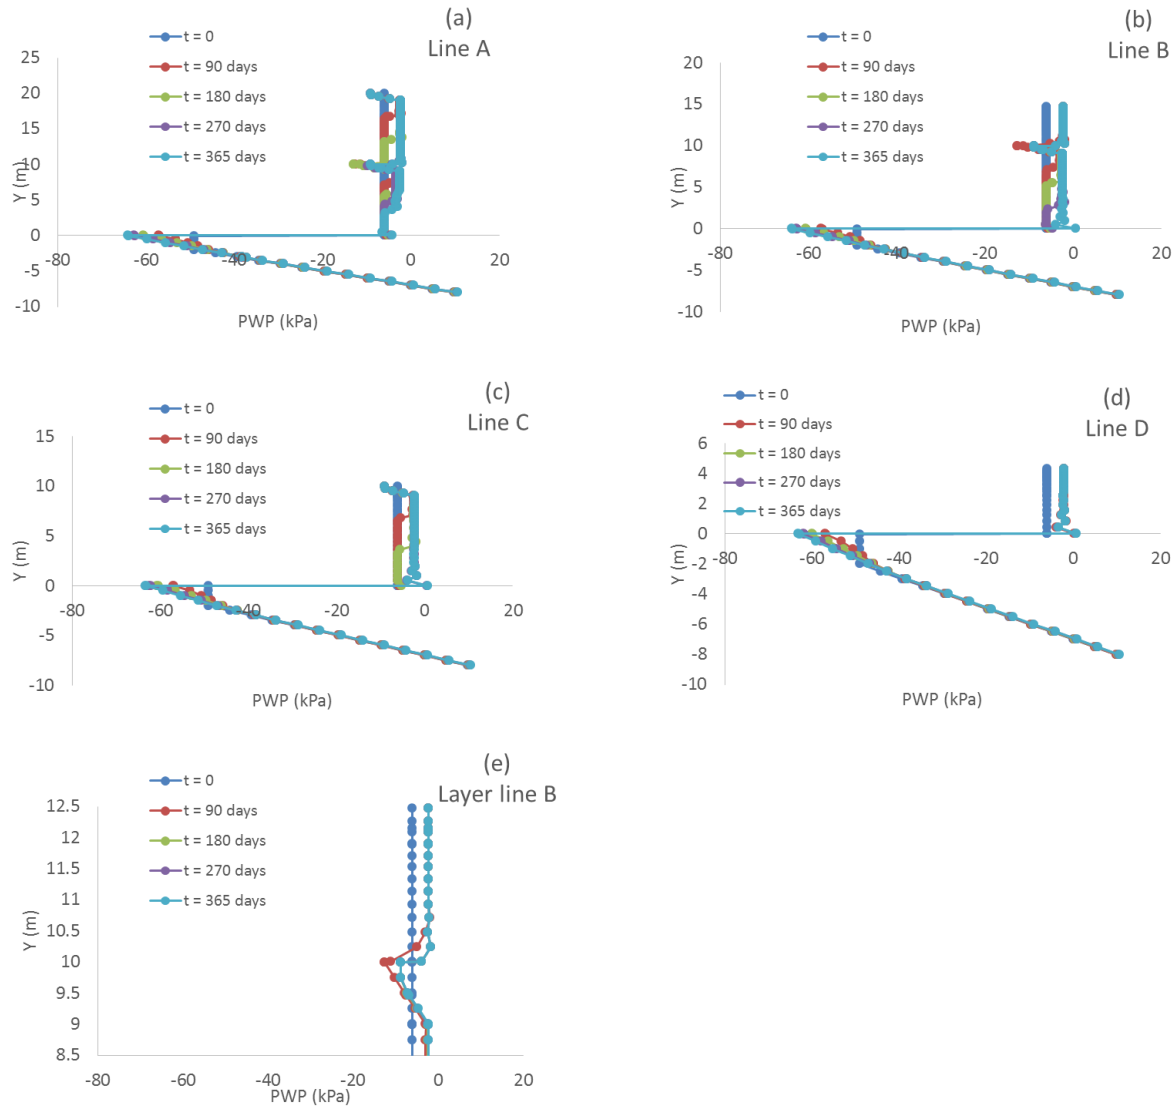 (a)
Line A
t = 0
t = 90 days
t = 180 days
t = 270 days
t = 365 days
25
20
15
10
5
0
-5
-10
-80
-60
-40
-20
0
20
Y (m)
PWP (kPa)
(b)
Line B
t = 0
t = 90 days
t = 180 days
t = 270 days
t = 365 days
20
15
10
5
0
-5
-10
-80
-60
-40
-20
0
20
Y (m)
PWP (kPa)
(c)
Line C
t = 0
t = 90 days
t = 180 days
t = 270 days
t = 365 days
15
10
5
0
-5
-10
-80
-60
-40
-20
0
20
Y (m)
PWP (kPa)
(d)
Line D
t = 0
t = 90 days
t = 180 days
t = 270 days
t = 365 days
6
4
2
0
-2
-4
-6
-8
-10
-80
-60
-40
-20
0
20
Y (m)
PWP (kPa)
(e)
Layer line B
t = 0
t = 90 days
t = 180 days
t = 270 days
t = 365 days
12.5
12
11.5
11
10.5
10
9.5
9
8.5
-80
-60
-40
-20
0
20
Y (m)
PWP (kPa)